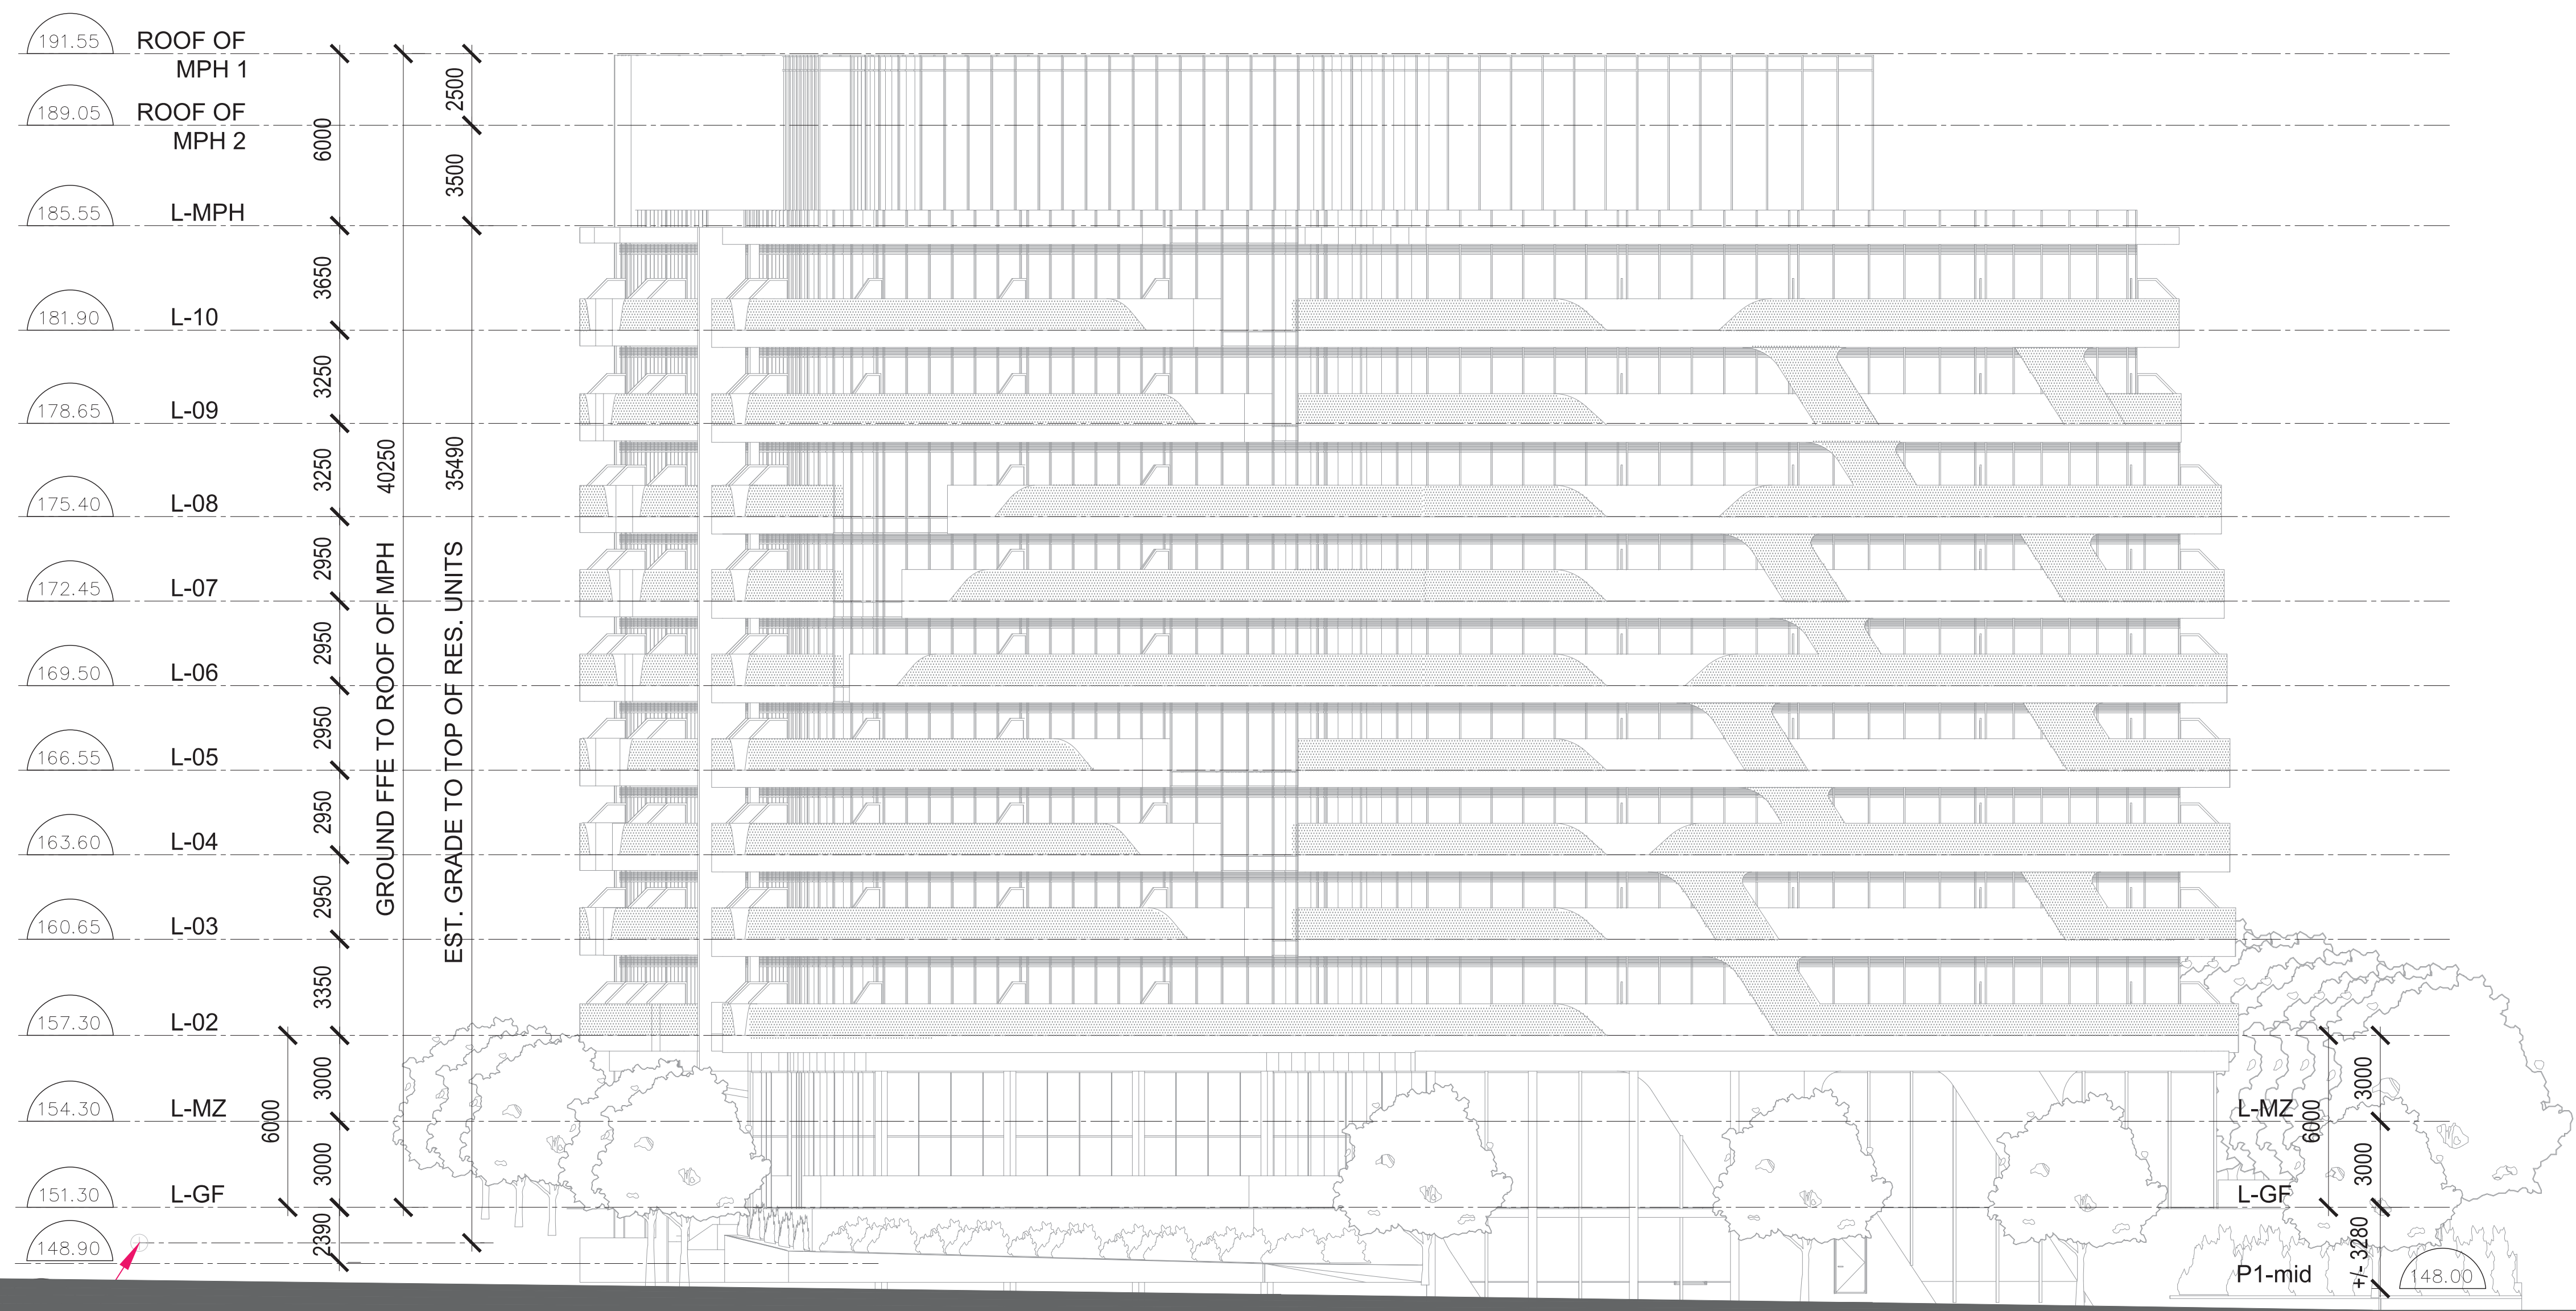 191.55 ROOF OF
MPH 1
2500
189.05 ROOF OF
MPH 2
6000
3500
185.55 L-MPH
3650
181.90 L-10
3250
178.65 L-09
3250
40250
35490
175.40 L-08
2950
172.45 L-07
2950
169.50 L-06
GROUND FFE TO ROOF OF MPH
EST. GRADE TO TOP OF RES. UNITS
2950
166.55 L-05
2950
163.60 L-04
2950
160.65 L-03
3350
157.30 L-02
3000
3000
154.30 L-MZ
L-MZ
6000
6000
3000
3000
151.30 L-GF
L-GF
2390
+/- 3280
148.90
P1-mid
148.00